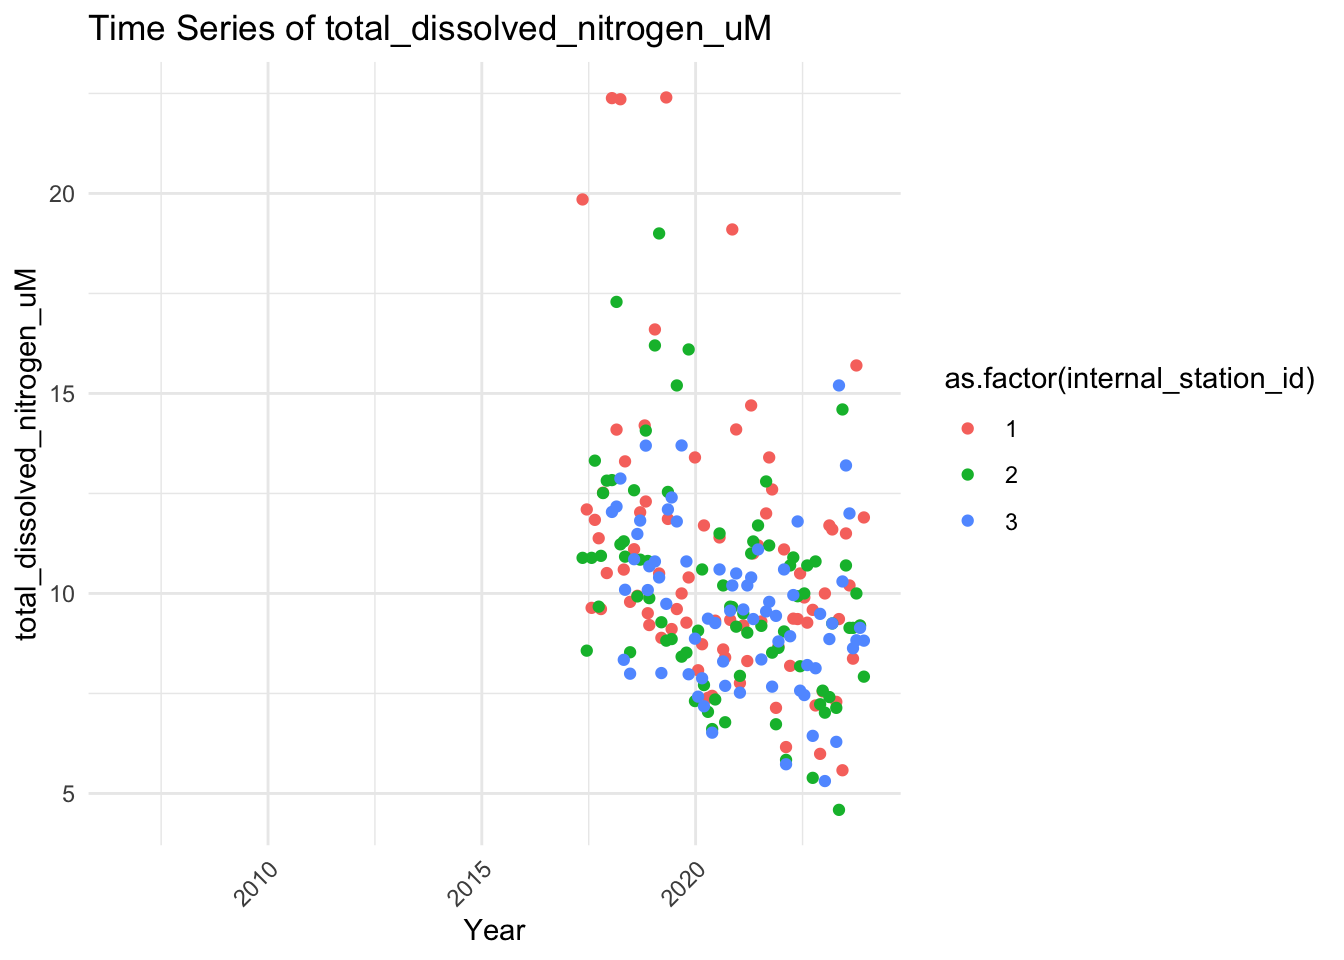 Time Series of total_dissolved_nitrogen_uM
total_dissolved_nitrogen_uM
20
15
10
5
2010
2015
2020
Year
as.factor(internal_station_id)
1
2
3